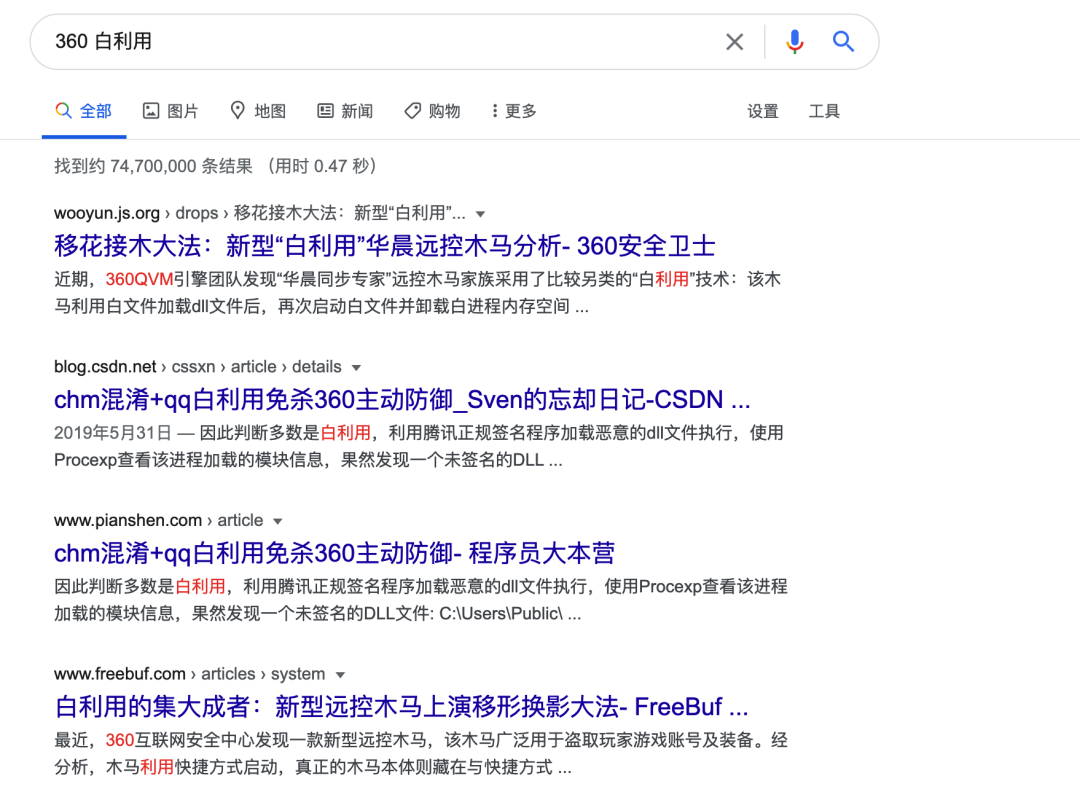 360 白利用
全部 图片 地图 新闻 购物 更多 设置 工具
找到约 74,700,000 条结果 （用时 0.47 秒）
wooyun.js.org › drops › 移花接木大法：新型“白利用”...
移花接木大法：新型“白利用”华晨远控木马分析- 360安全卫士
近期，360QVM引擎团队发现“华晨同步专家”远控木马家族采用了比较另类的“白利用”技术：该木
马利用白文件加载dll文件后，再次启动白文件并卸载白进程内存空间 ...
blog.csdn.net › cssxn › article › details
chm混淆+qq白利用免杀360主动防御_Sven的忘却日记-CSDN ...
2019年5月31日 — 因此判断多数是白利用，利用腾讯正规签名程序加载恶意的dll文件执行，使用
Procexp查看该进程加载的模块信息，果然发现一个未签名的DLL ...
www.pianshen.com › article
chm混淆+qq白利用免杀360主动防御- 程序员大本营
因此判断多数是白利用，利用腾讯正规签名程序加载恶意的dll文件执行，使用Procexp查看该进程
加载的模块信息，果然发现一个未签名的DLL文件: C:\Users\Public\ ...
www.freebuf.com › articles › system
白利用的集大成者：新型远控木马上演移形换影大法- FreeBuf ...
最近，360互联网安全中心发现一款新型远控木马，该木马广泛用于盗取玩家游戏账号及装备。经
分析，木马利用快捷方式启动，真正的木马本体则藏在与快捷方式 ...